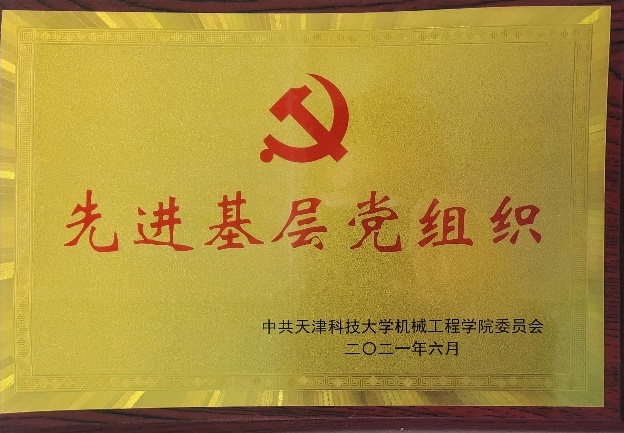 先进基层党组织
中共天津科技大学机械工程学院委员会
二〇二一年六月